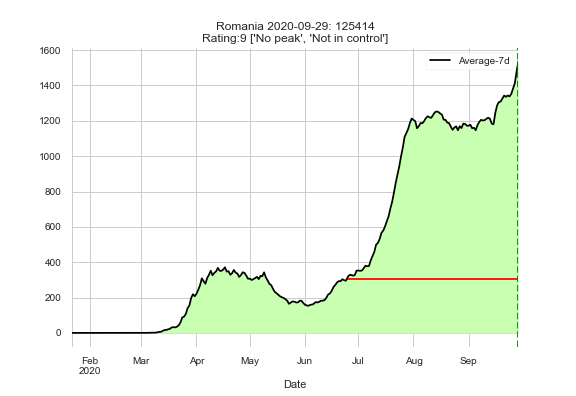 Romania 2020-09-29: 125414
Rating:9 ['No peak', 'Not in control']
Average-7d
1600
1400
1200
1000
800
600
400
200
0
Feb Mar Apr May Jun Jul Aug Sep
2020
Date